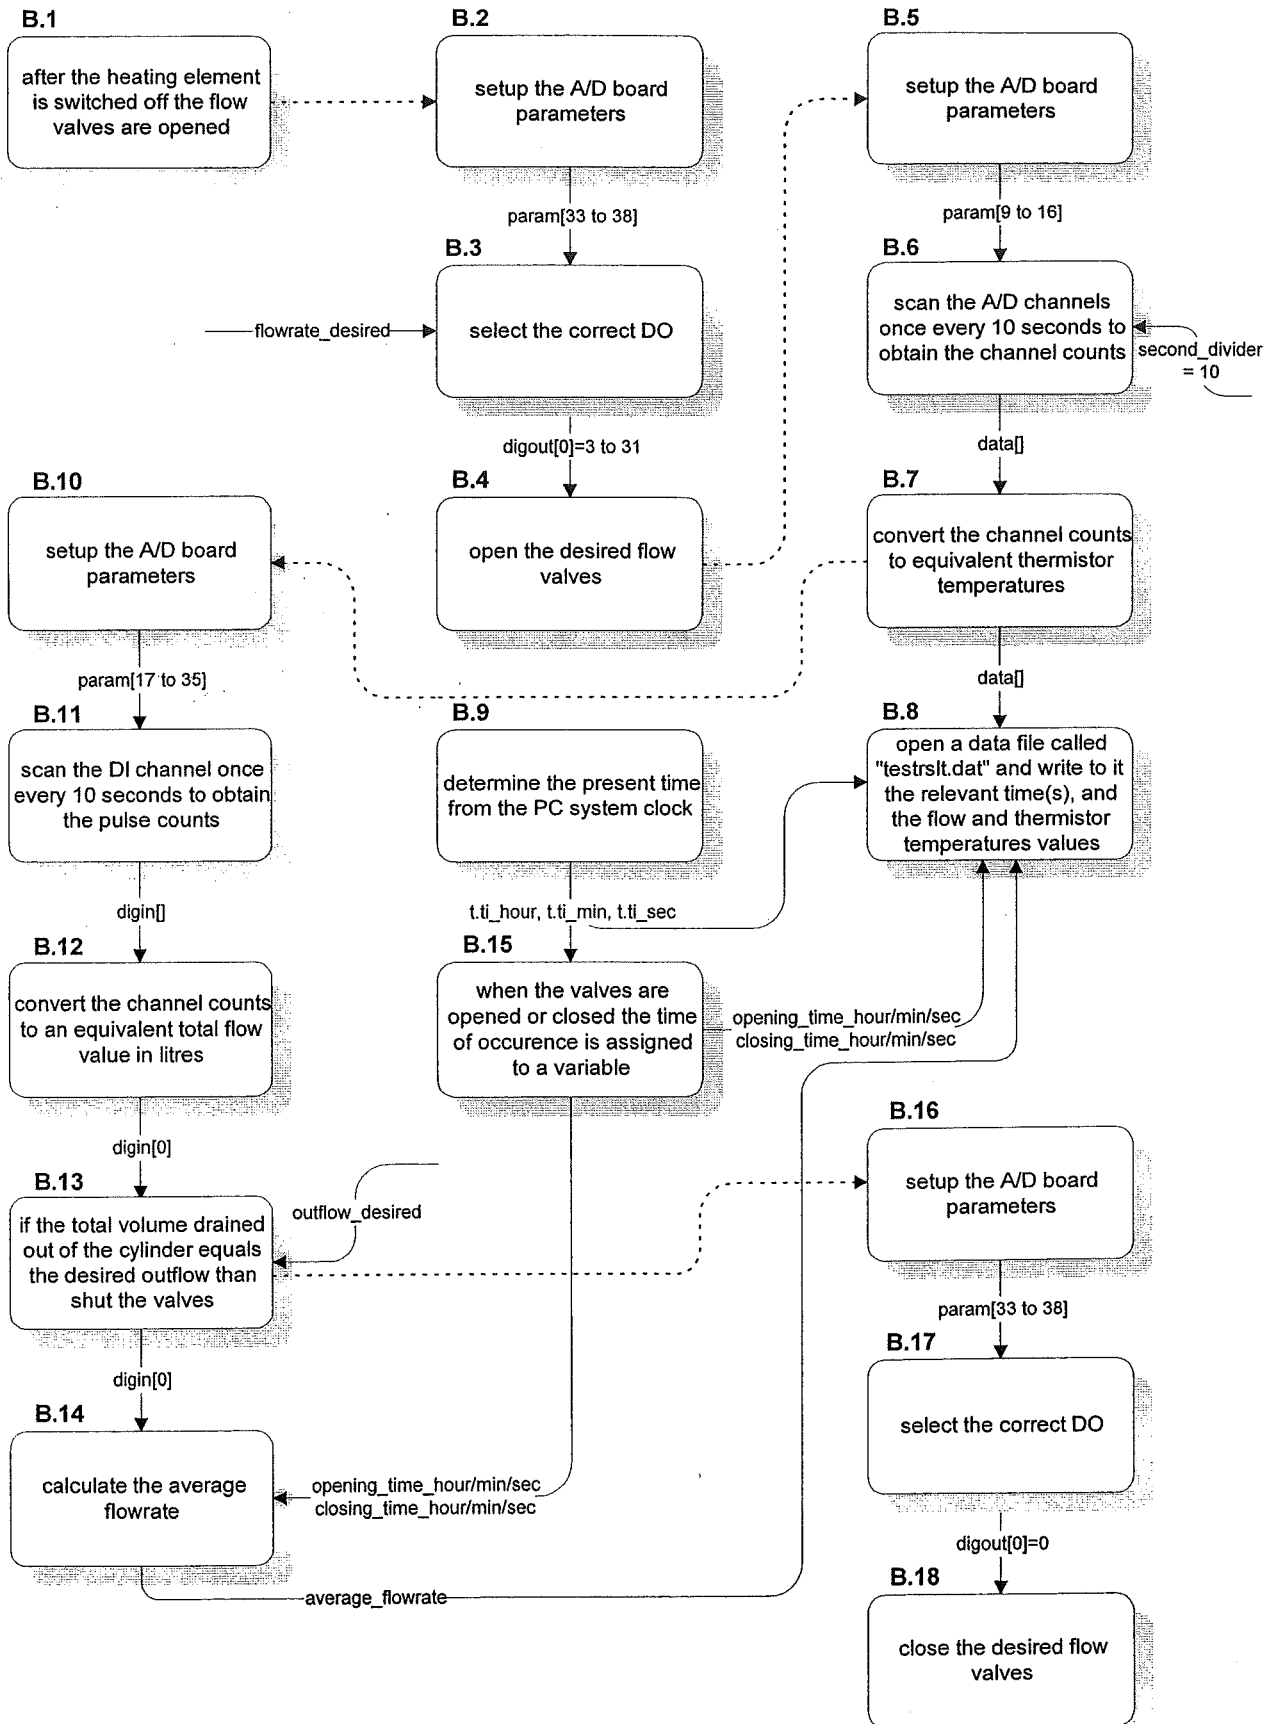 B.1
after the heating element
is switched off the flow
valves are opened
B.2
setup the A/D board
parameters
param[33 to 38]
B.3
flowrate_desired
select the correct DO
digout[0]=3 to 31
B.4
open the desired flow
valves
B.5
setup the A/D board
parameters
param[9 to 16]
B.6
scan the A/D channels
once every 10 seconds to
obtain the channel counts
second_divider
= 10
data[]
B.7
convert the channel counts
to equivalent thermistor
temperatures
data[]
B.8
open a data file called
"testrslt.dat" and write to it
the relevant time(s), and
the flow and thermistor
temperatures values
B.9
determine the present time
from the PC system clock
t.ti_hour, t.ti_min, t.ti_sec
B.10
setup the A/D board
parameters
param[17 to 35]
B.11
scan the DI channel once
every 10 seconds to obtain
the pulse counts
digin[]
B.12
convert the channel counts
to an equivalent total flow
value in litres
digin[0]
B.13
if the total volume drained
out of the cylinder equals
the desired outflow than
shut the valves
outflow_desired
digin[0]
B.14
calculate the average
flowrate
opening_time_hour/min/sec
closing_time_hour/min/sec
average_flowrate
B.15
when the valves are
opened or closed the time
of occurence is assigned
to a variable
opening_time_hour/min/sec
closing_time_hour/min/sec
B.16
setup the A/D board
parameters
param[33 to 38]
B.17
select the correct DO
digout[0]=0
B.18
close the desired flow
valves